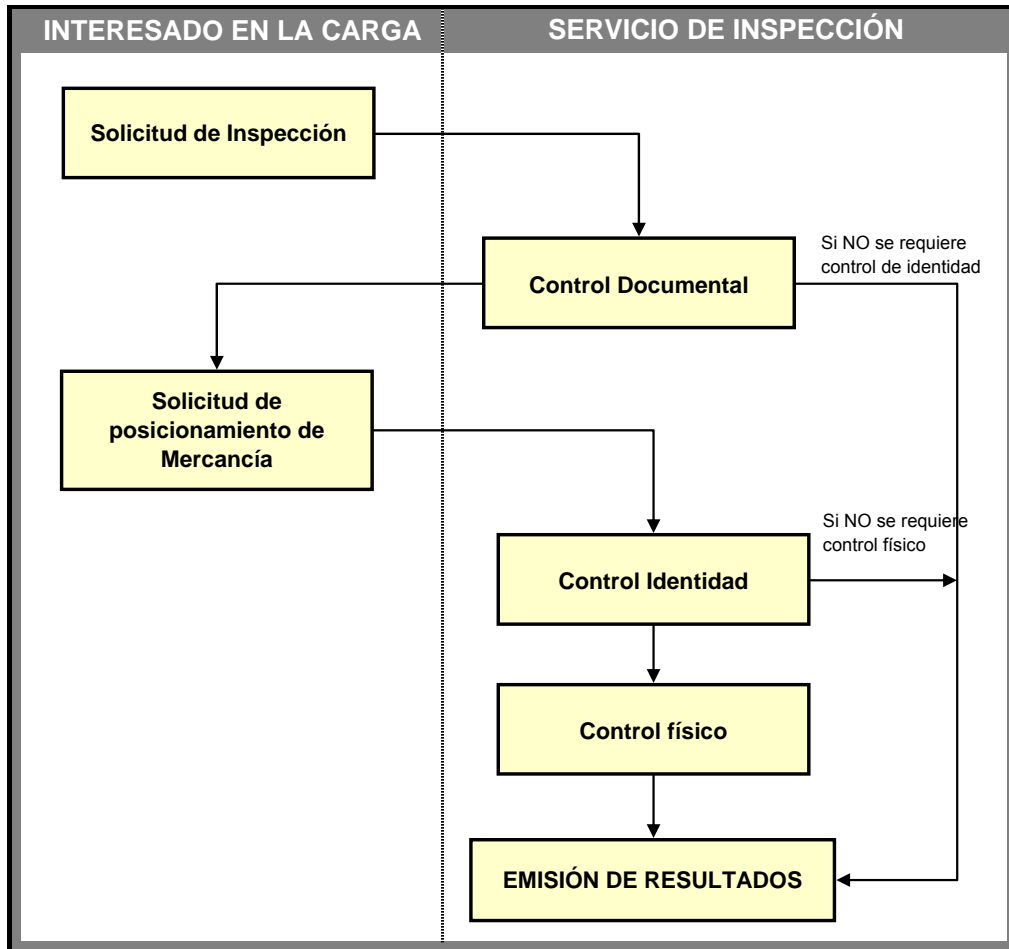 INTERESADO EN LA CARGA
SERVICIO DE INSPECCIÓN
Solicitud de Inspección
Si NO se requiere
control de identidad
Control Documental
Solicitud de
posicionamiento de
Mercancía
Si NO se requiere
control físico
Control Identidad
Control físico
EMISIÓN DE RESULTADOS